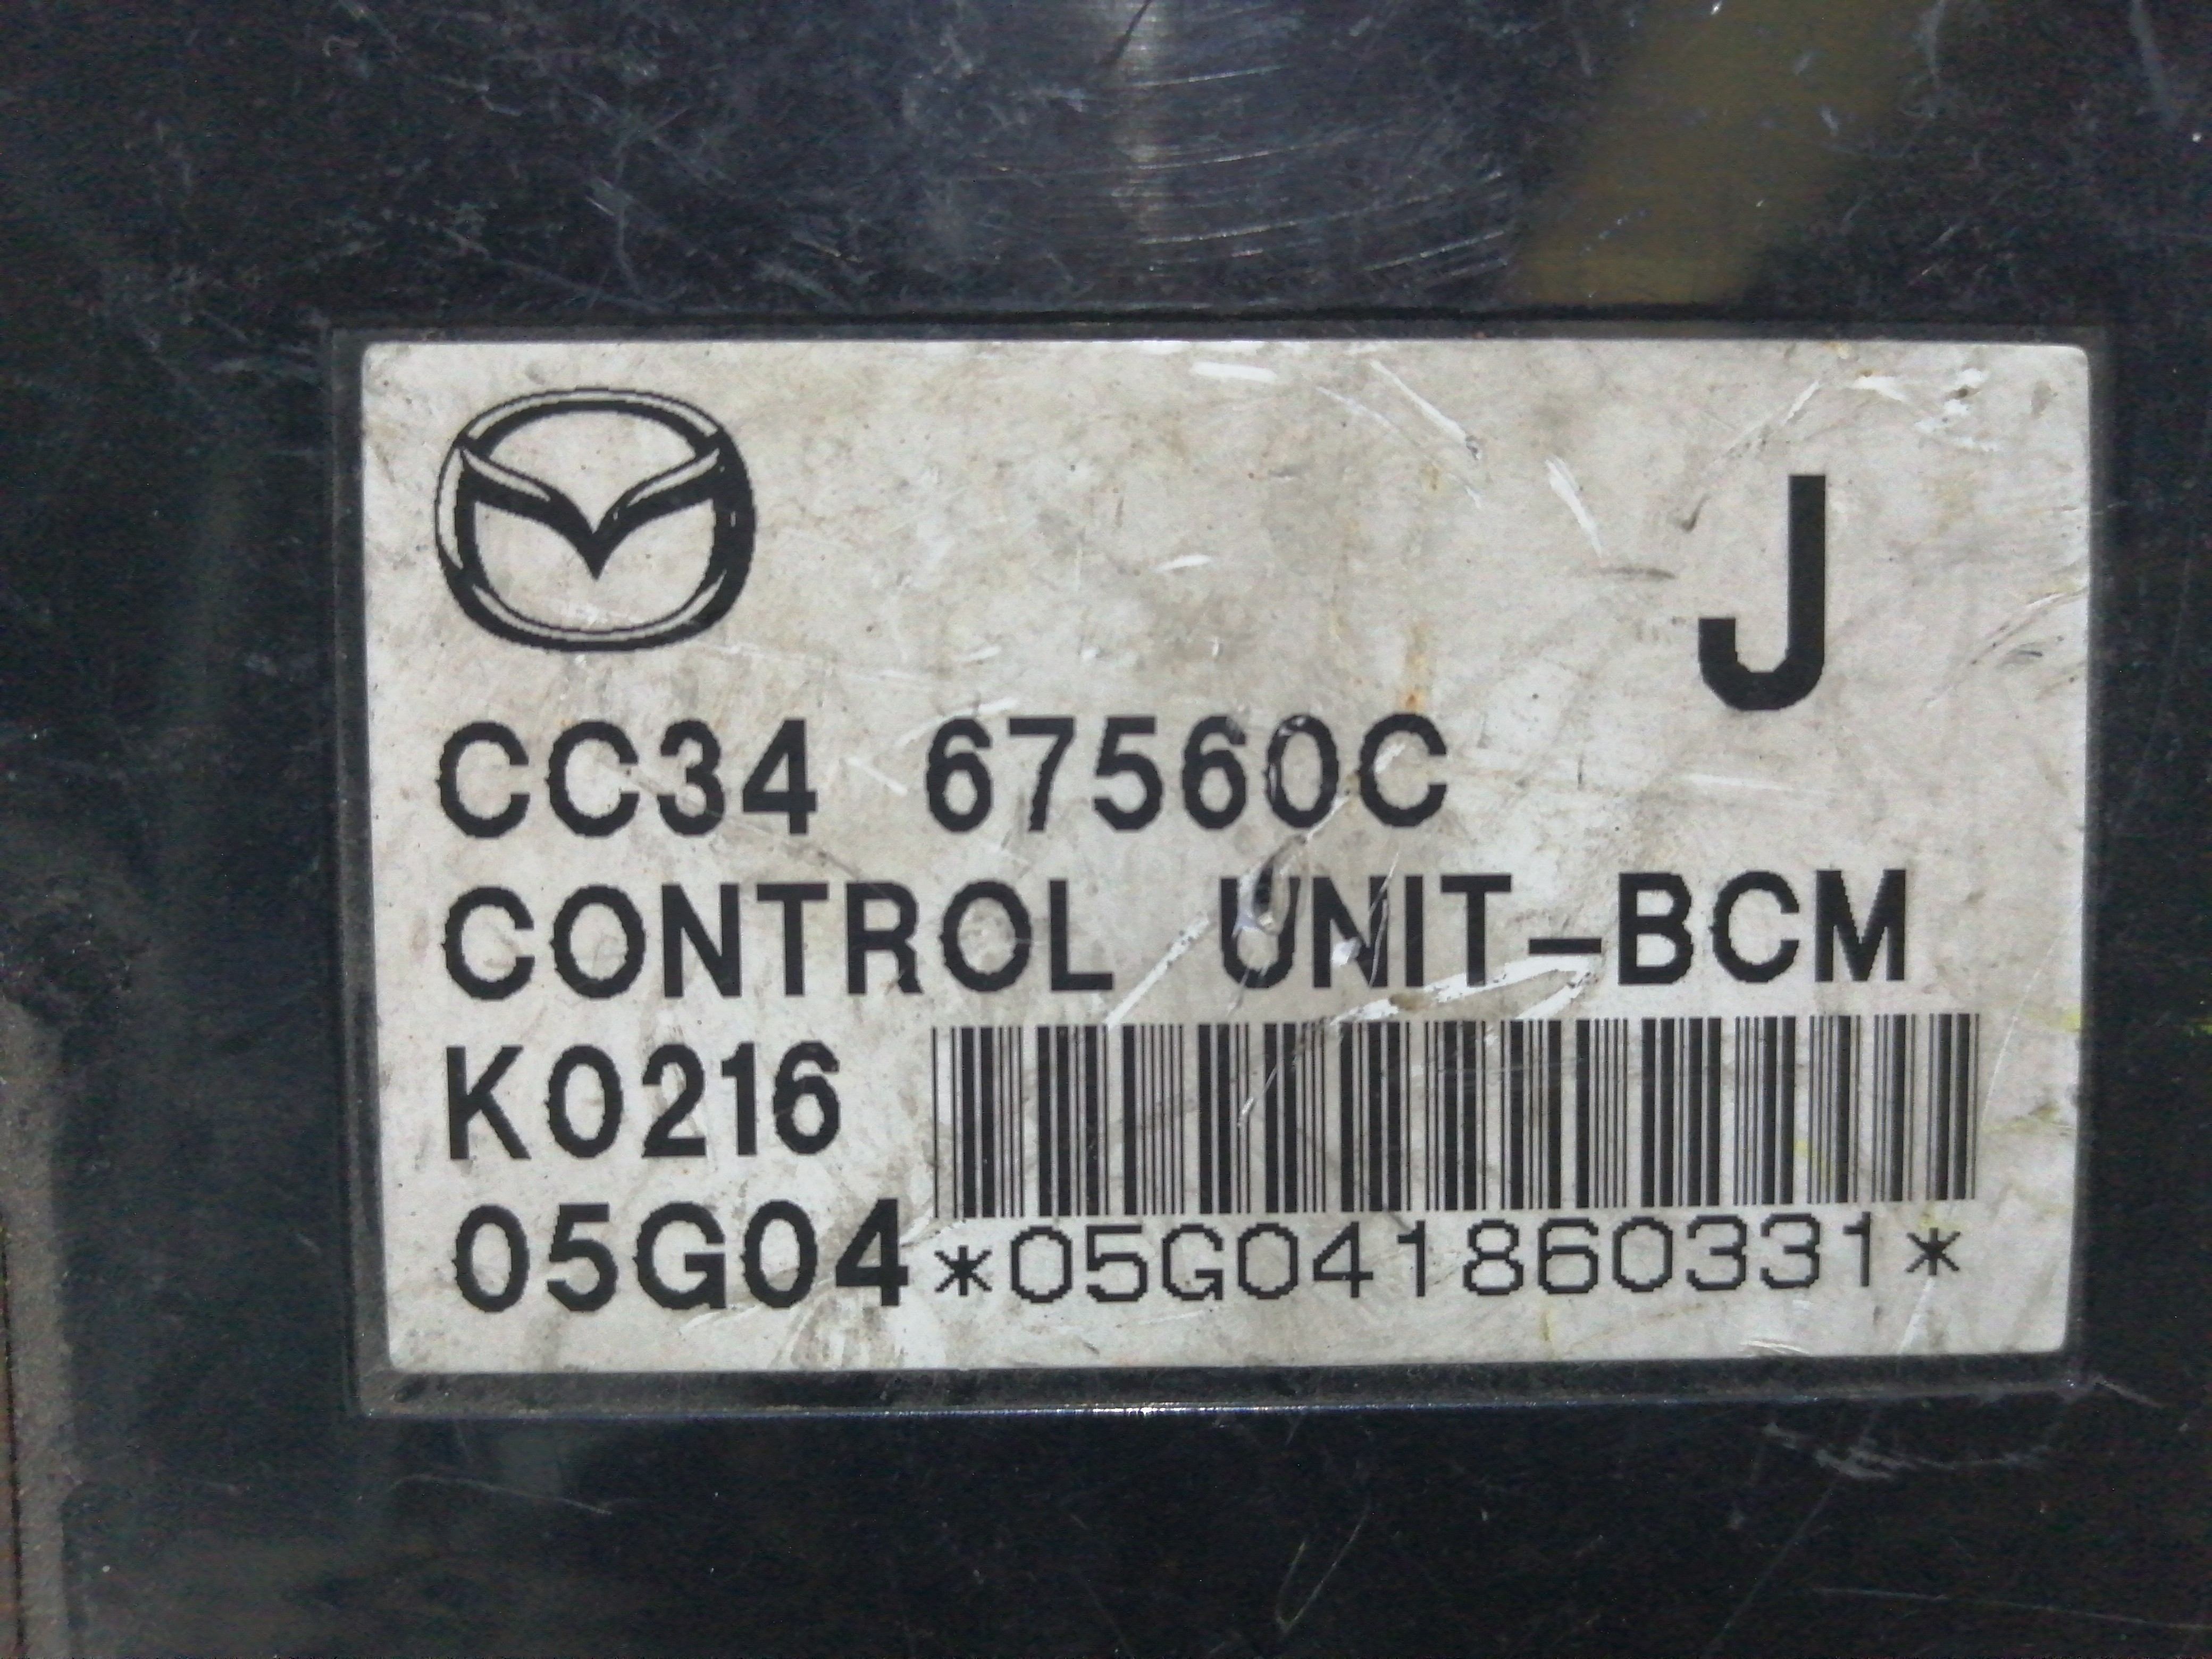 J
CC34 67560C
CONTROL UNIT-BCM
K0216
05G04 *05G041860331*